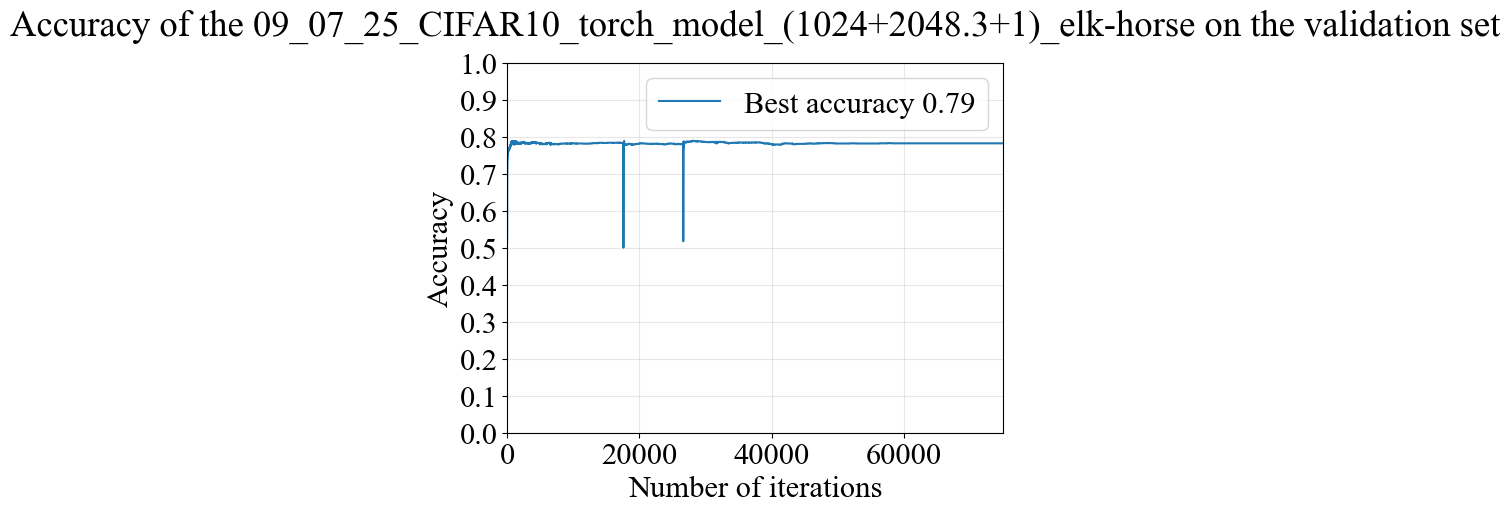 Accuracy of the 09_07_25_CIFAR10_torch_model_(1024+2048.3+1)_elk-horse on the validation set
1.0
Best accuracy 0.79
0.9
0.8
0.7
0.6
0.5
0.4
0.3
0.2
0.1
0.0
Accuracy
0 20000 40000 60000
Number of iterations